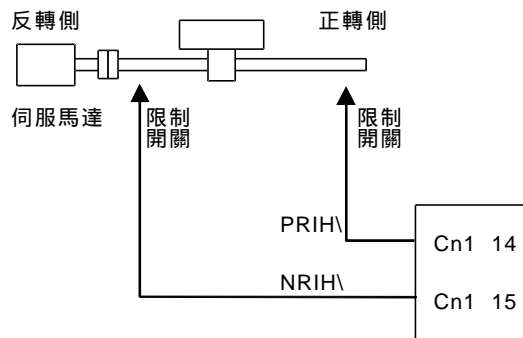 反轉側
正轉側
伺服馬達
限制
開關
限制
開關
PRIH\
Cn1 14
NRIH\
Cn1 15